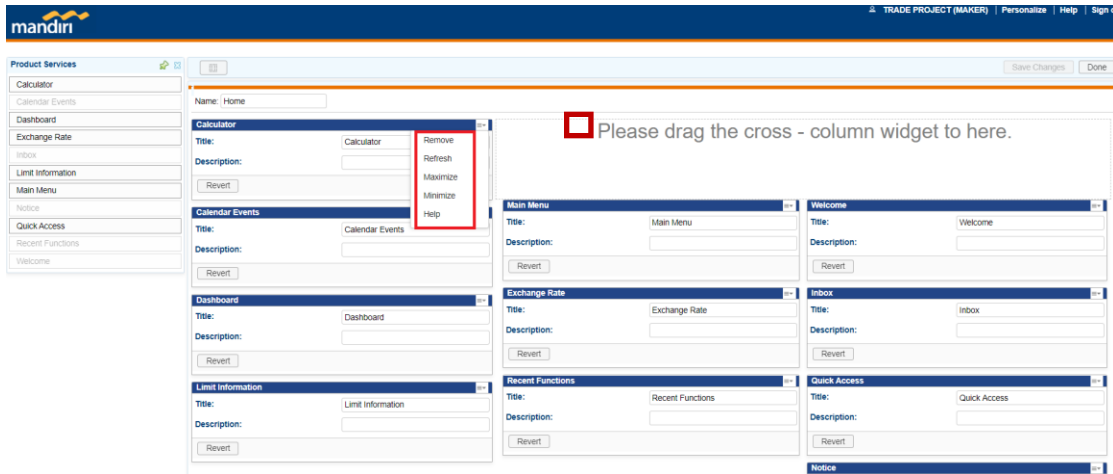 mandiri
TRADE PROJECT (MAKER) | Personalize | Help | Sign
Product Services
Calculator
Calendar Events
Dashboard
Exchange Rate
Inbox
Limit Information
Main Menu
Notice
Quick Access
Recent Functions
Welcome
Save Changes
Done
Name: Home
Please drag the cross - column widget to here.
Calculator
Title: Calculator
Description:
Revert
Remove
Refresh
Maximize
Minimize
Help
Calendar Events
Title: Calendar Events
Description:
Revert
Dashboard
Title: Dashboard
Description:
Revert
Limit Information
Title: Limit Information
Description:
Revert
Main Menu
Title: Main Menu
Description:
Revert
Exchange Rate
Title: Exchange Rate
Description:
Revert
Recent Functions
Title: Recent Functions
Description:
Revert
Welcome
Title: Welcome
Description:
Revert
Inbox
Title: Inbox
Description:
Revert
Quick Access
Title: Quick Access
Description:
Revert
Notice